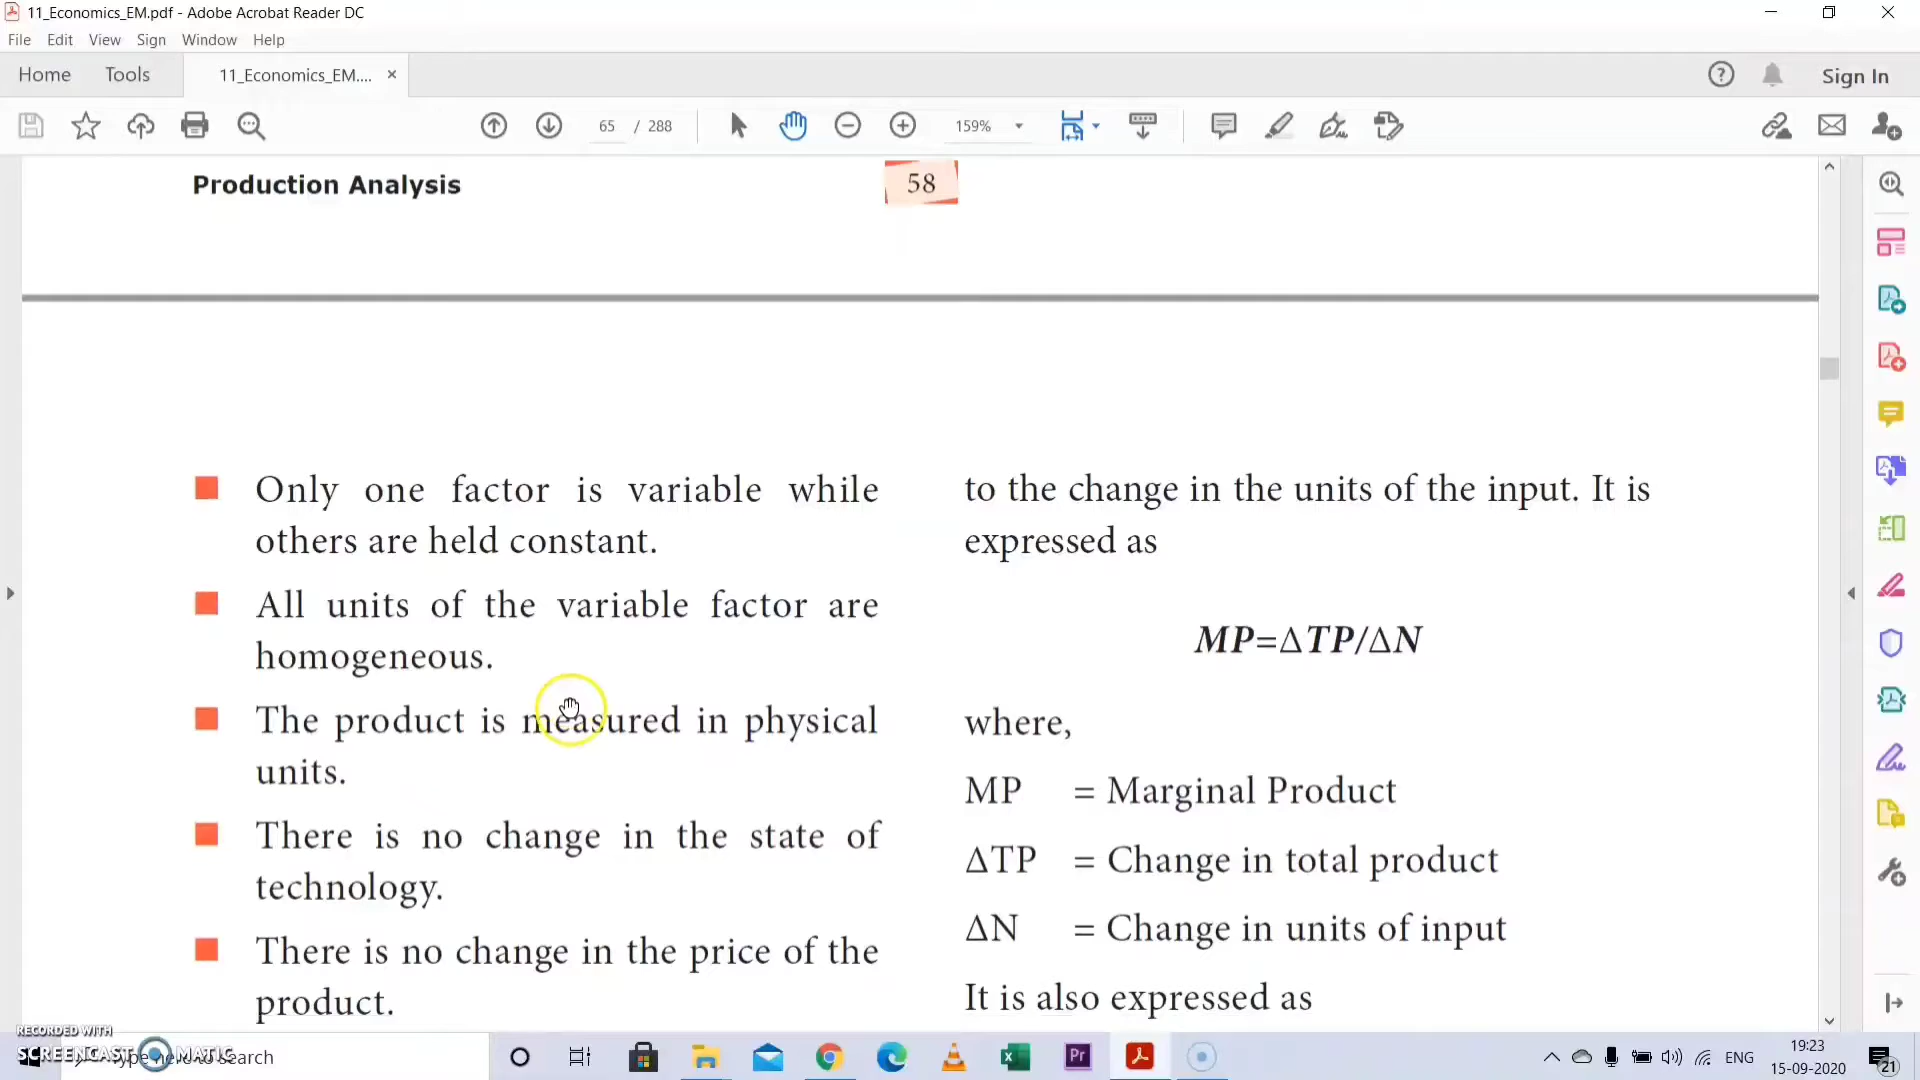 11_Economics_EM.pdf - Adobe Acrobat Reader DC
File Edit View Sign Window Help
Home Tools 11_Economics_EM.... × Sign In
65 / 288 159%
Production Analysis 58
Only one factor is variable while
others are held constant.
All units of the variable factor are
homogeneous.
The product is measured in physical
units.
There is no change in the state of
technology.
There is no change in the price of the
product.
to the change in the units of the input. It is
expressed as
MP=ΔTP/ΔN
where,
MP = Marginal Product
ΔTP = Change in total product
ΔN = Change in units of input
It is also expressed as
RECORDED WITH
SCREENCAST MATIC
Type here to search
Pr
ENG
19:23
15-09-2020
21